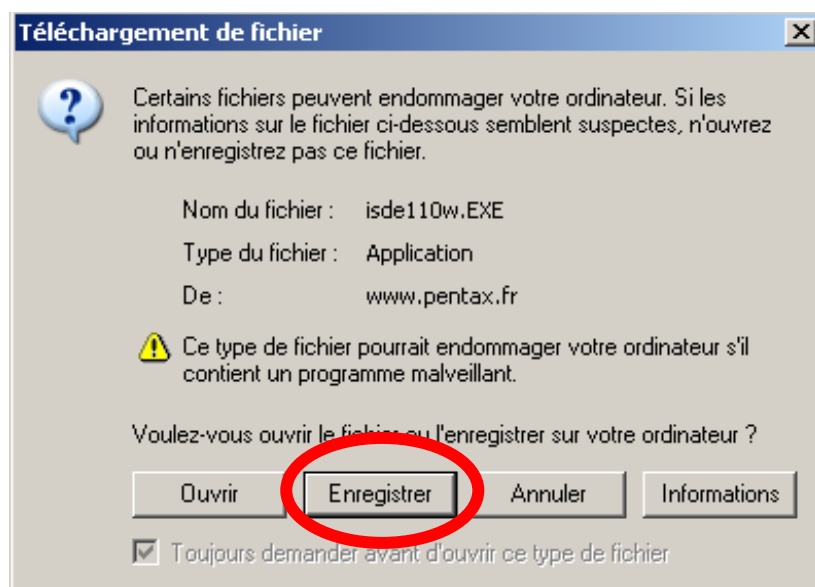 Téléchargement de fichier
Certains fichiers peuvent endommager votre ordinateur. Si les
informations sur le fichier ci-dessous semblent suspectes, n'ouvrez
ou n'enregistrez pas ce fichier.
Nom du fichier : isde110w.EXE
Type du fichier : Application
De : www.pentax.fr
Ce type de fichier pourrait endommager votre ordinateur s'il
contient un programme malveillant.
Voulez-vous ouvrir le fichier ou l'enregistrer sur votre ordinateur ?
Ouvrir Enregistrer Annuler Informations
Toujours demander avant d'ouvrir ce type de fichier